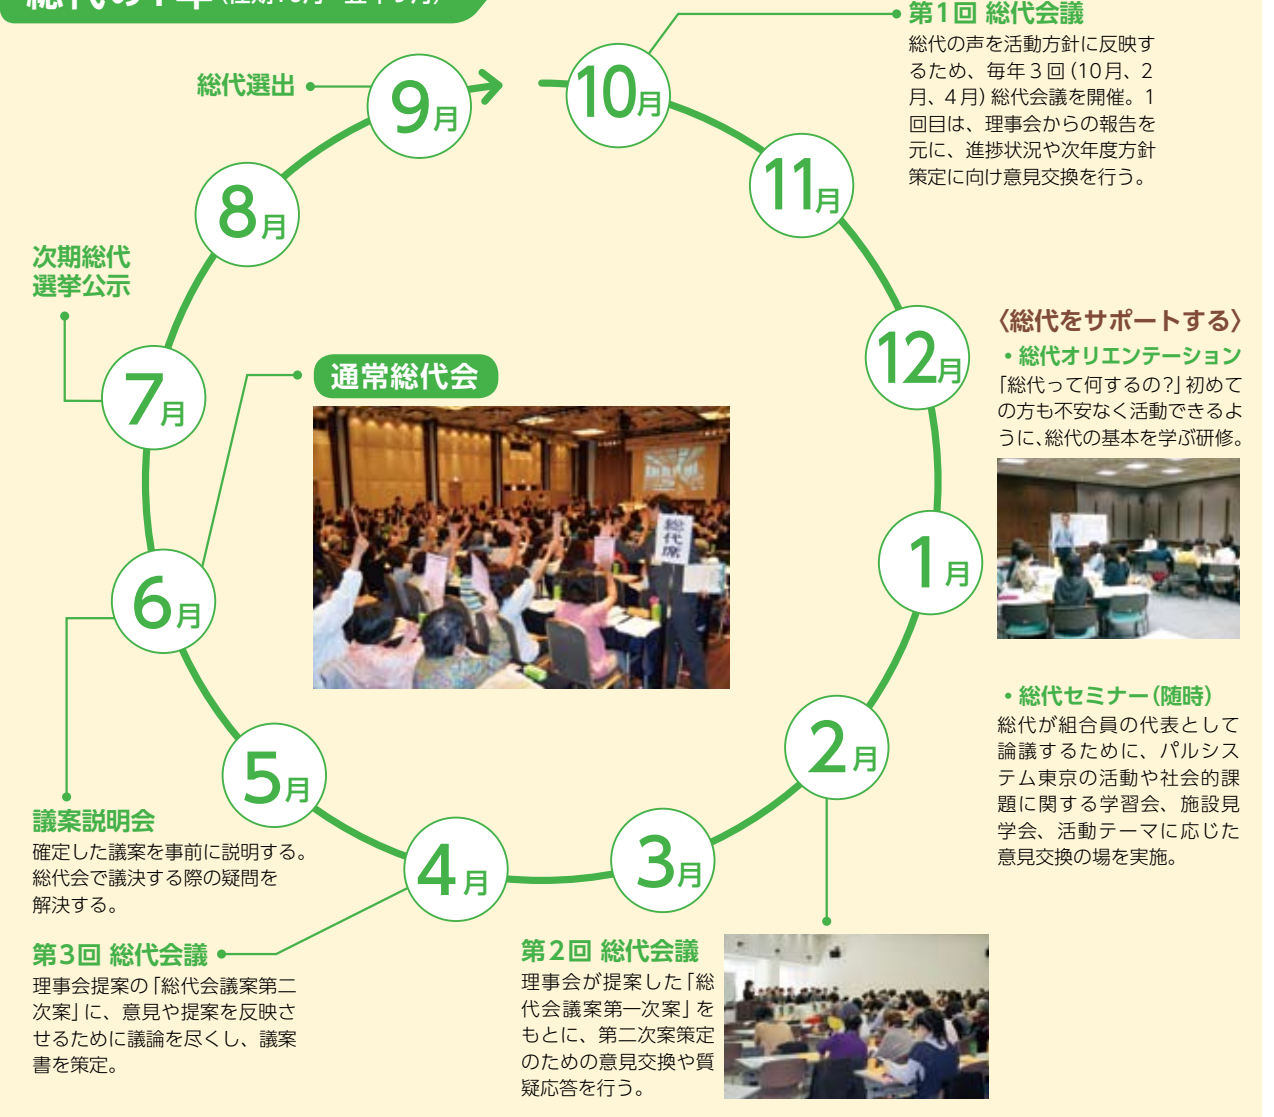 総代の1年
第1回 総代会議
総代の声を活動方針に反映す
るため、毎年3回(10月、2
月、4月)総代会議を開催。1
回目は、理事会からの報告を
元に、進捗状況や次年度方針
策定に向け意見交換を行う。
総代選出
9月
10月
11月
8月
次期総代
選挙公示
12月
〈総代をサポートする〉
・総代オリエンテーション
「総代って何するの?」初めて
の方も不安なく活動できるよ
うに、総代の基本を学ぶ研修。
7月
通常総代会
総代席
1月
6月
・総代セミナー(随時)
総代が組合員の代表として
論議するために、パルシス
テム東京の活動や社会的課
題に関する学習会、施設見
学会、活動テーマに応じた
意見交換の場を実施。
2月
5月
議案説明会
確定した議案を事前に説明する。
総代会で議決する際の疑問を
解決する。
4月
3月
第3回 総代会議
理事会提案の「総代会議案第二
次案」に、意見や提案を反映さ
せるために議論を尽くし、議案
書を策定。
第2回 総代会議
理事会が提案した「総
代会議案第一次案」を
もとに、第二次案策定
のための意見交換や質
疑応答を行う。